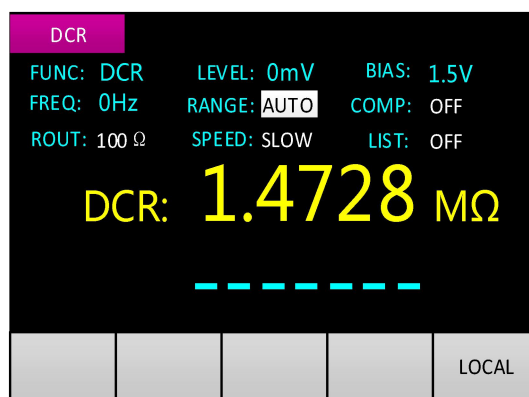 DCR
FUNC: DCR LEVEL: 0mV BIAS: 1.5V
FREQ: 0Hz RANGE: AUTO COMP: OFF
ROUT: 100 Ω SPEED: SLOW LIST: OFF
DCR: 1.4728 MΩ
-------
LOCAL